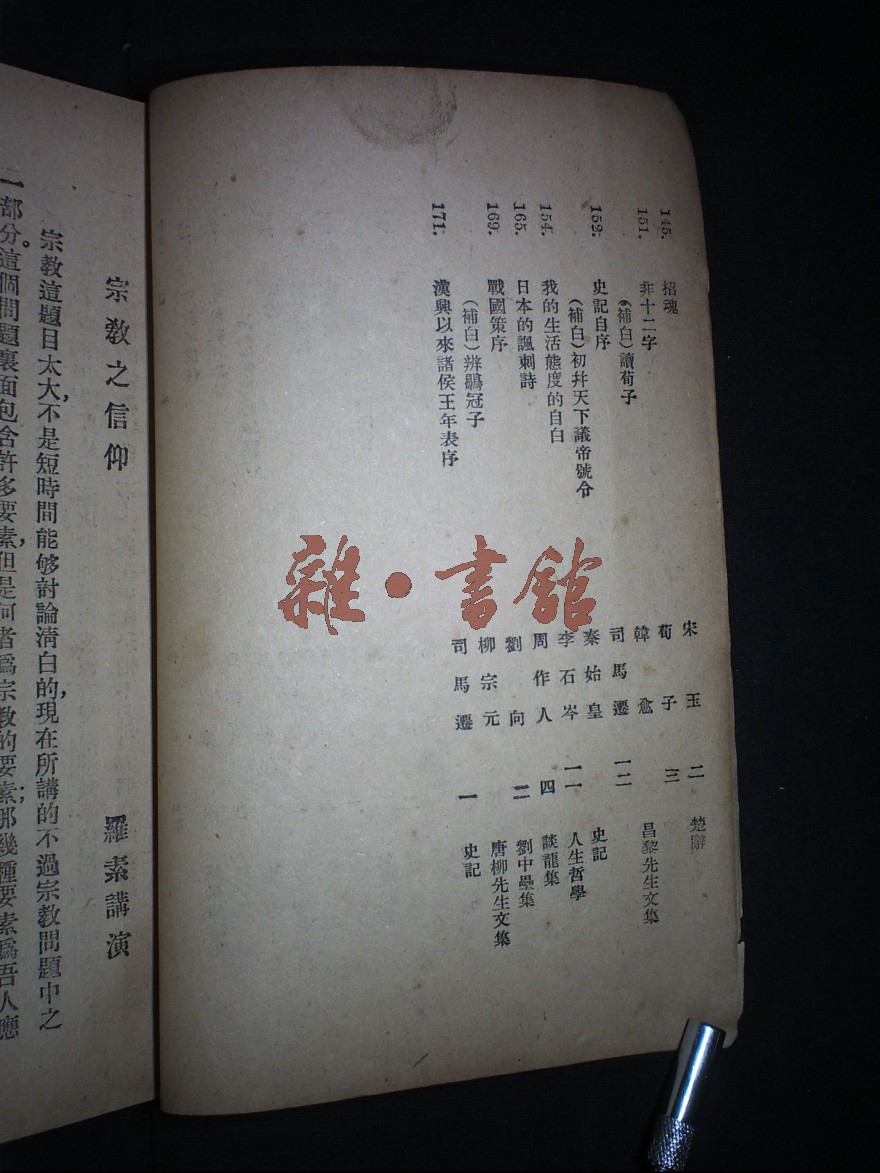 145. 招魂 宋玉 二 楚辭
151. 非十二字 荀子 三
(補白)讀荀子 韓愈 昌黎先生文集
152. 史記自序 司馬遷 一二
(補白)初幷天下議帝號令 秦始皇 史記
154. 我的生活態度的自白 李石岑 一一 人生哲學
165. 日本的諷刺詩 周作人 四 談龍集
169. 戰國策序 劉向 二 劉中壘集
(補白)辨鶡冠子 柳宗元 唐柳先生文集
171. 漢興以來諸侯王年表序 司馬遷 一 史記
宗教之信仰 羅素講演
宗教這題目太大,不是短時間能够討論淸白的,現在所講的不過宗教問題中之
一部分。這個問題裏面包含許多要素,但是何者爲宗教的要素;那幾種要素爲吾人應
雜•書館